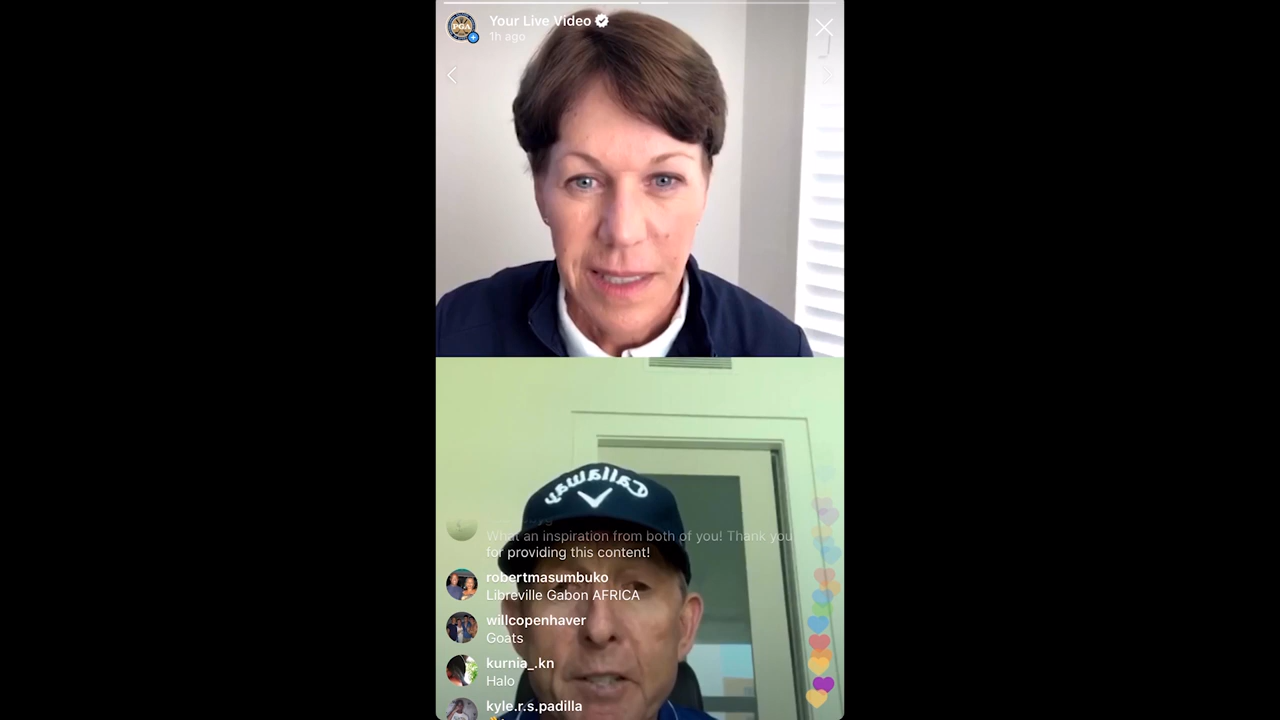 PGA
Your Live Video
1h ago
Callaway
What an inspiration from both of you! Thank you
for providing this content!
robertmasumbuko
Libreville Gabon AFRICA
willcopenhaver
Goats
kurnia_.kn
Halo
kyle.r.s.padilla